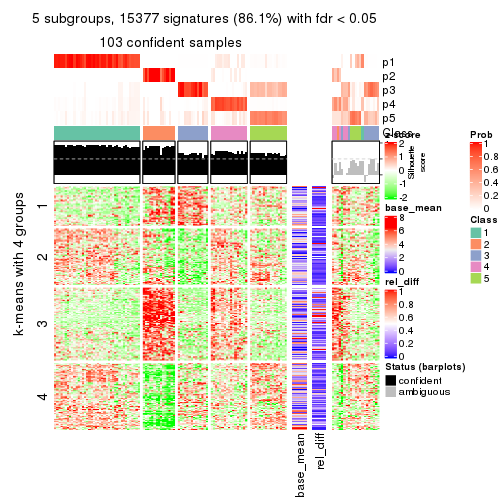 5 subgroups, 15377 signatures (86.1%) with fdr < 0.05
103 confident samples
p1
p2
p3
p4
p5
Class
z-score
2
1
0
-1
-2
Silhouette
score
Prob
1
0.8
0.6
0.4
0.2
0
base_mean
8
6
4
2
0
Class
1
2
3
4
5
rel_diff
1
0.8
0.6
0.4
0.2
0
Status (barplots)
confident
ambiguous
k-means with 4 groups
1
2
3
4
base_mean
rel_diff